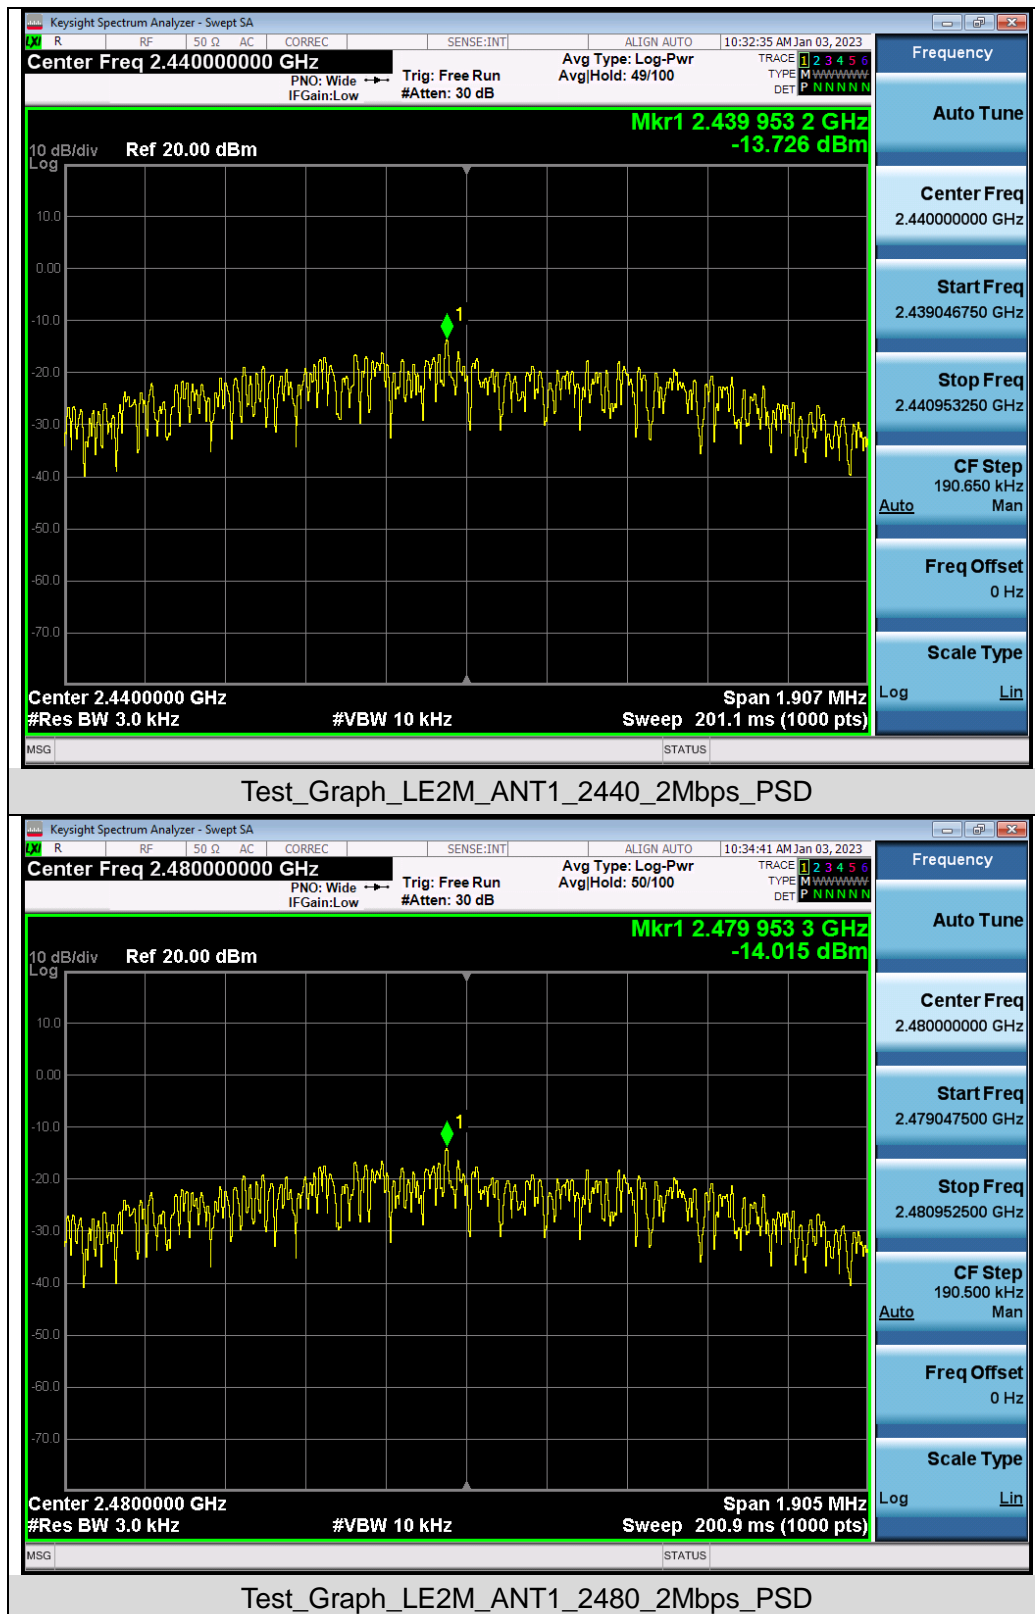 Keysight Spectrum Analyzer - Swept SA
LXI R RF 50 Ω AC CORREC SENSE:INT ALIGN AUTO 10:32:35 AM Jan 03, 2023
Center Freq 2.440000000 GHz
PNO: Wide
IFGain:Low
Trig: Free Run
#Atten: 30 dB
Avg Type: Log-Pwr
Avg|Hold: 49/100
TRACE 1 2 3 4 5 6
TYPE M W W W W W
DET P N N N N N
Mkr1 2.439 953 2 GHz
-13.726 dBm
10 dB/div Ref 20.00 dBm
Log
10.0
0.00
-10.0
1
-20.0
-30.0
-40.0
-50.0
-60.0
-70.0
Center 2.4400000 GHz Span 1.907 MHz
#Res BW 3.0 kHz #VBW 10 kHz Sweep 201.1 ms (1000 pts)
MSG STATUS
Frequency
Auto Tune
Center Freq
2.440000000 GHz
Start Freq
2.439046750 GHz
Stop Freq
2.440953250 GHz
CF Step
190.650 kHz
Auto Man
Freq Offset
0 Hz
Scale Type
Log Lin
Test_Graph_LE2M_ANT1_2440_2Mbps_PSD
Keysight Spectrum Analyzer - Swept SA
LXI R RF 50 Ω AC CORREC SENSE:INT ALIGN AUTO 10:34:41 AM Jan 03, 2023
Center Freq 2.480000000 GHz
PNO: Wide
IFGain:Low
Trig: Free Run
#Atten: 30 dB
Avg Type: Log-Pwr
Avg|Hold: 50/100
TRACE 1 2 3 4 5 6
TYPE M W W W W W
DET P N N N N N
Mkr1 2.479 953 3 GHz
-14.015 dBm
10 dB/div Ref 20.00 dBm
Log
10.0
0.00
-10.0
1
-20.0
-30.0
-40.0
-50.0
-60.0
-70.0
Center 2.4800000 GHz Span 1.905 MHz
#Res BW 3.0 kHz #VBW 10 kHz Sweep 200.9 ms (1000 pts)
MSG STATUS
Frequency
Auto Tune
Center Freq
2.480000000 GHz
Start Freq
2.479047500 GHz
Stop Freq
2.480952500 GHz
CF Step
190.500 kHz
Auto Man
Freq Offset
0 Hz
Scale Type
Log Lin
Test_Graph_LE2M_ANT1_2480_2Mbps_PSD